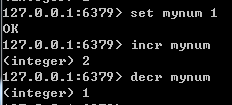 127.0.0.1:6379> set mynum 1
OK
127.0.0.1:6379> incr mynum
(integer) 2
127.0.0.1:6379> decr mynum
(integer) 1